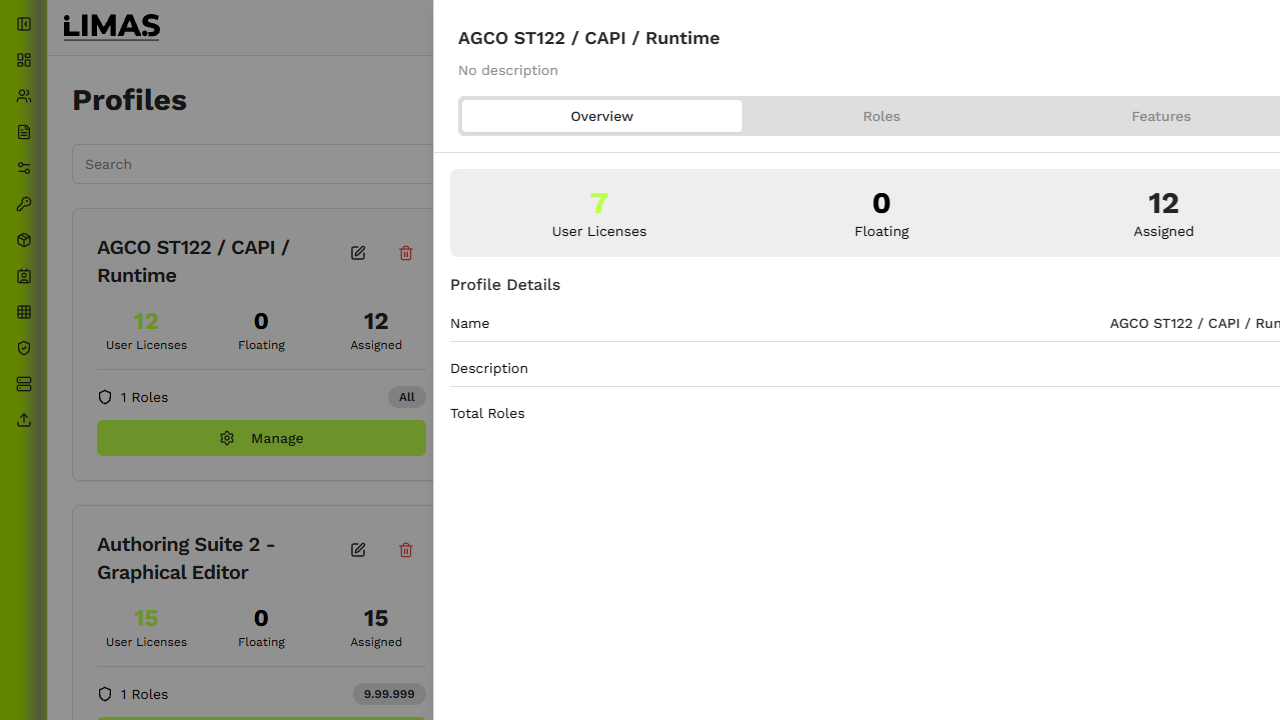 LIMAS
Profiles
Search
AGCO ST122 / CAPI /
Runtime
12
User Licenses
0
Floating
12
Assigned
1 Roles
All
Manage
Authoring Suite 2 -
Graphical Editor
15
User Licenses
0
Floating
15
Assigned
1 Roles
9.99.999
AGCO ST122 / CAPI / Runtime
No description
Overview
Roles
Features
7
User Licenses
0
Floating
12
Assigned
Profile Details
Name
AGCO ST122 / CAPI / Run
Description
Total Roles